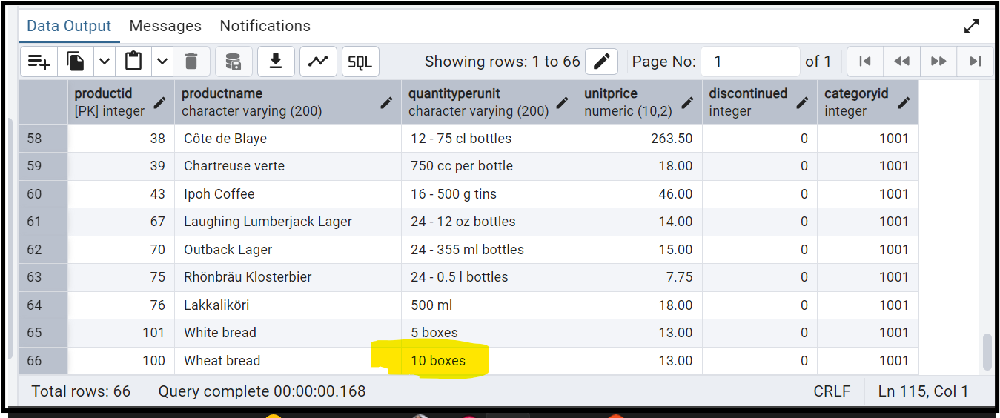 Data Output Messages Notifications
SQL Showing rows: 1 to 66 Page No: 1 of 1
productid productname quantityperunit unitprice discontinued categoryid
[PK] integer character varying (200) character varying (200) numeric (10,2) integer integer
58 38 Côte de Blaye 12 - 75 cl bottles 263.50 0 1001
59 39 Chartreuse verte 750 cc per bottle 18.00 0 1001
60 43 Ipoh Coffee 16 - 500 g tins 46.00 0 1001
61 67 Laughing Lumberjack Lager 24 - 12 oz bottles 14.00 0 1001
62 70 Outback Lager 24 - 355 ml bottles 15.00 0 1001
63 75 Rhönbräu Klosterbier 24 - 0.5 l bottles 7.75 0 1001
64 76 Lakkaliköri 500 ml 18.00 0 1001
65 101 White bread 5 boxes 13.00 0 1001
66 100 Wheat bread 10 boxes 13.00 0 1001
Total rows: 66 Query complete 00:00:00.168 CRLF Ln 115, Col 1